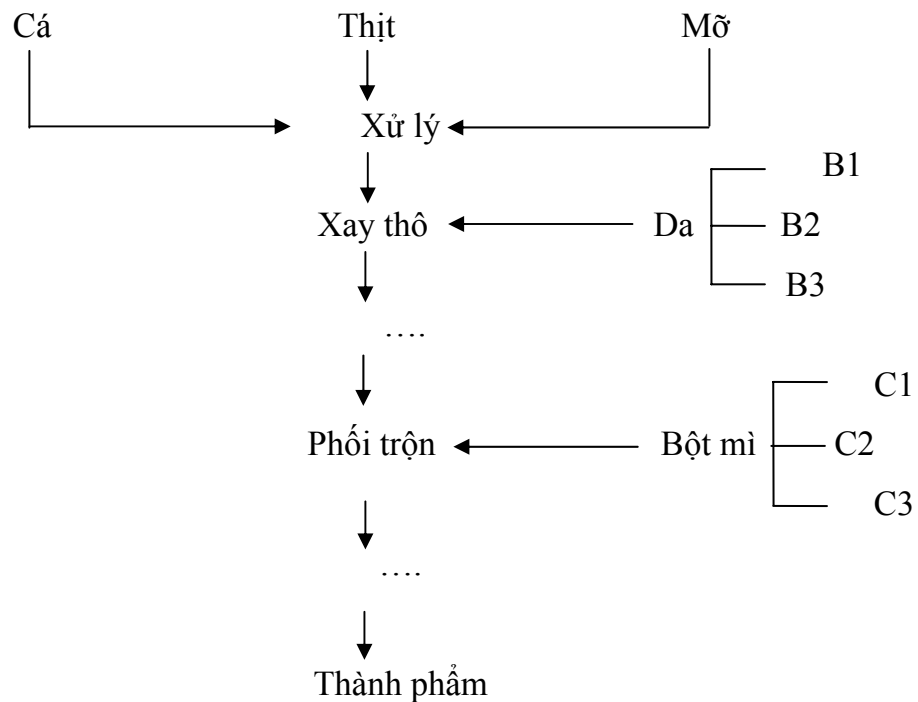 Cá Thịt Mỡ
Xử lý
B1
Xay thô Da B2
B3
….
C1
Phối trộn Bột mì C2
C3
….
Thành phẩm